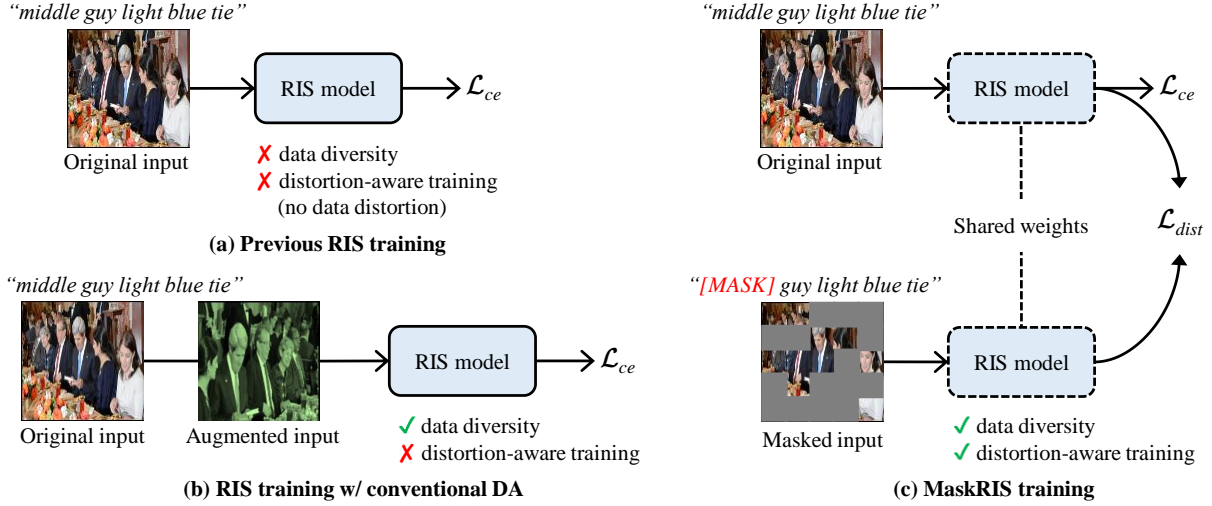 “middle guy light blue tie”
RIS model
ℒce
Original input
✗ data diversity
✗ distortion-aware training
(no data distortion)
(a) Previous RIS training
“middle guy light blue tie”
RIS model
ℒce
Original input
Augmented input
✓ data diversity
✗ distortion-aware training
(b) RIS training w/ conventional DA
“middle guy light blue tie”
RIS model
ℒce
Original input
Shared weights
ℒdist
“[MASK] guy light blue tie”
RIS model
Masked input
✓ data diversity
✓ distortion-aware training
(c) MaskRIS training